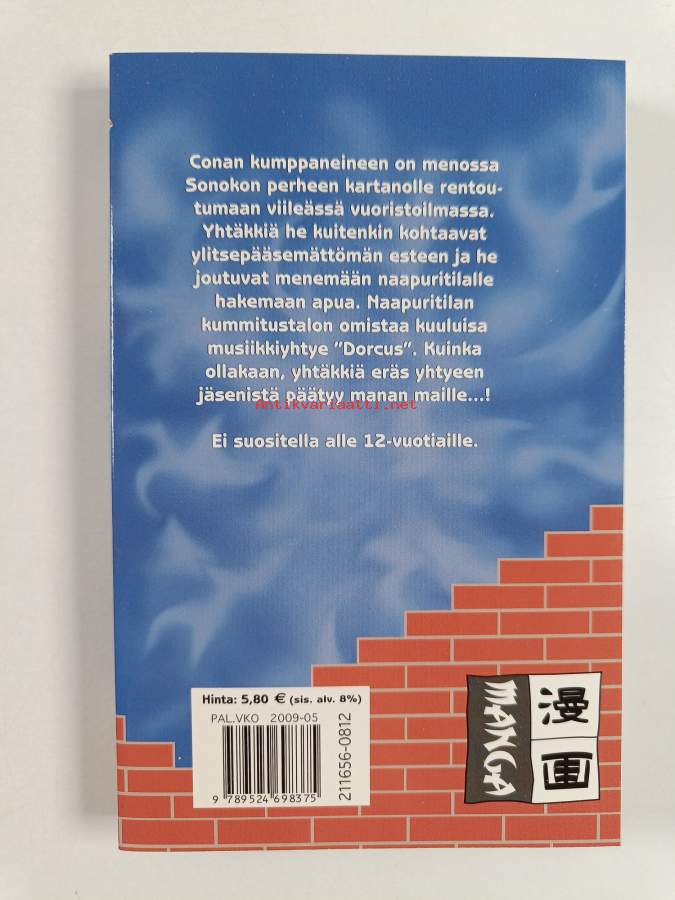 Conan kumppaneineen on menossa
Sonokon perheen kartanolle rentou-
tumaan viileässä vuoristoilmassa.
Yhtäkkiä he kuitenkin kohtaavat
ylitsepääsemättömän esteen ja he
joutuvat menemään naapuritilalle
hakemaan apua. Naapuritilan
kummitustalon omistaa kuuluisa
musiikkiyhtye "Dorcus". Kuinka
ollakaan, yhtäkkiä eräs yhtyeen
jäsenistä päätyy manan maille...!
Antikvariaatti.net
Ei suositella alle 12-vuotiaille.
Hinta: 5,80 € (sis. alv. 8%)
PAL.VKO 2009-05
211656-0812
9 789524 698375
MANGA
漫画